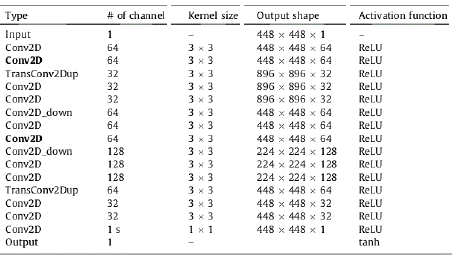 Type # of channel Kernel size Output shape Activation function
Input 1 – 448 × 448 × 1 –
Conv2D 64 3 × 3 448 × 448 × 64 ReLU
Conv2D 64 3 × 3 448 × 448 × 64 ReLU
TransConv2Dup 32 3 × 3 896 × 896 × 32 ReLU
Conv2D 32 3 × 3 896 × 896 × 32 ReLU
Conv2D 32 3 × 3 896 × 896 × 32 ReLU
Conv2D_down 64 3 × 3 448 × 448 × 64 ReLU
Conv2D 64 3 × 3 448 × 448 × 64 ReLU
Conv2D 64 3 × 3 448 × 448 × 64 ReLU
Conv2D_down 128 3 × 3 224 × 224 × 128 ReLU
Conv2D 128 3 × 3 224 × 224 × 128 ReLU
Conv2D 128 3 × 3 224 × 224 × 128 ReLU
TransConv2Dup 64 3 × 3 448 × 448 × 64 ReLU
Conv2D 32 3 × 3 448 × 448 × 32 ReLU
Conv2D 32 3 × 3 448 × 448 × 32 ReLU
Conv2D 1 s 1 × 1 448 × 448 × 1 ReLU
Output 1 – tanh